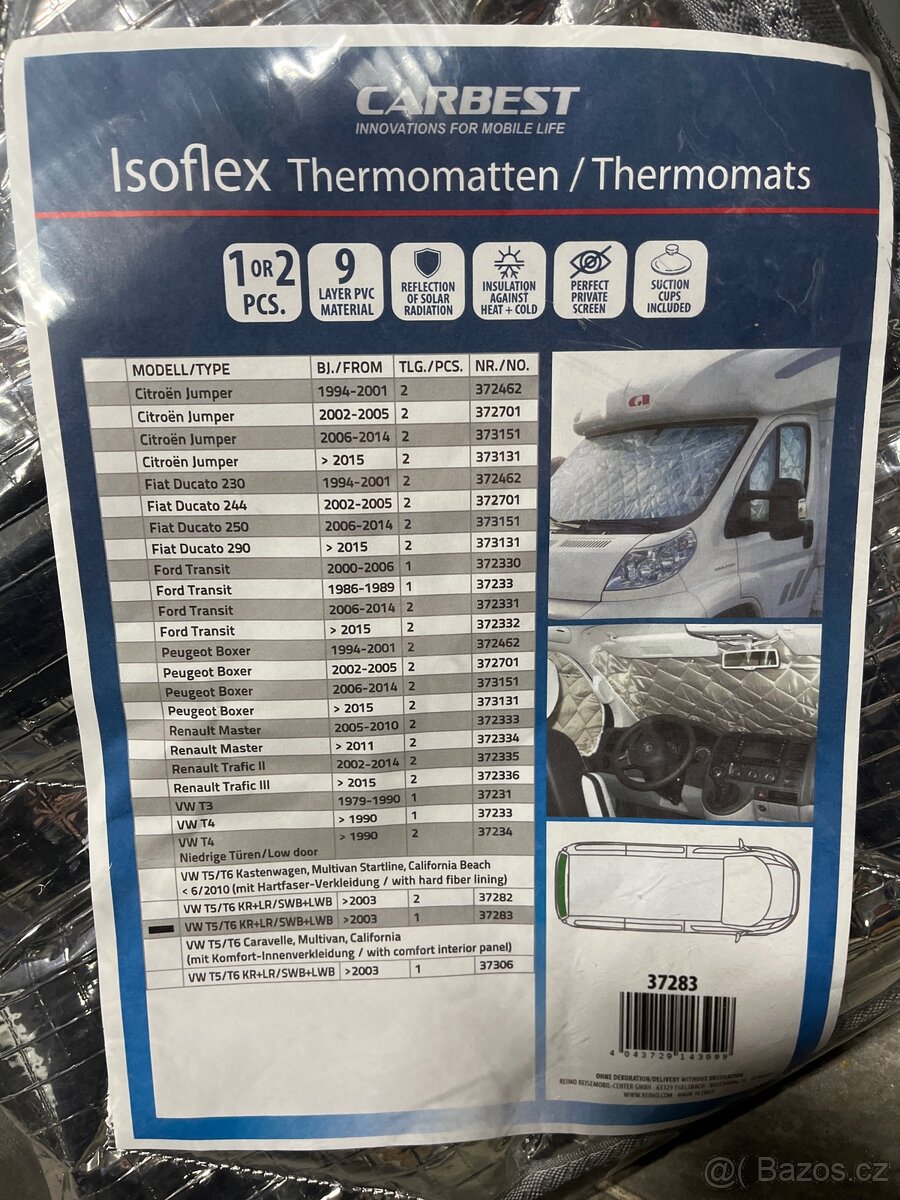 CARBEST
INNOVATIONS FOR MOBILE LIFE
Isoflex Thermomatten / Thermomats
1 OR 2
PCS.
9
LAYER PVC
MATERIAL
REFLECTION
OF SOLAR
RADIATION
INSULATION
AGAINST
HEAT + COLD
PERFECT
PRIVATE
SCREEN
SUCTION
CUPS
INCLUDED
MODELL/TYPE BJ./FROM TLG./PCS. NR./NO.
Citroën Jumper 1994-2001 2 372462
Citroën Jumper 2002-2005 2 372701
Citroën Jumper 2006-2014 2 373151
Citroën Jumper > 2015 2 373131
Fiat Ducato 230 1994-2001 2 372462
Fiat Ducato 244 2002-2005 2 372701
Fiat Ducato 250 2006-2014 2 373151
Fiat Ducato 290 > 2015 2 373131
Ford Transit 2000-2006 1 372330
Ford Transit 1986-1989 1 37233
Ford Transit 2006-2014 2 372331
Ford Transit > 2015 2 372332
Peugeot Boxer 1994-2001 2 372462
Peugeot Boxer 2002-2005 2 372701
Peugeot Boxer 2006-2014 2 373151
Peugeot Boxer > 2015 2 373131
Renault Master 2005-2010 2 372333
Renault Master > 2011 2 372334
Renault Trafic II 2002-2014 2 372335
Renault Trafic III > 2015 2 372336
VW T3 1979-1990 1 37231
VW T4 > 1990 1 37233
VW T4 > 1990 2 37234
Niedrige Türen/Low door
VW T5/T6 Kastenwagen, Multivan Startline, California Beach
< 6/2010 (mit Hartfaser-Verkleidung / with hard fiber lining)
VW T5/T6 KR+LR/SWB+LWB >2003 2 37282
VW T5/T6 KR+LR/SWB+LWB >2003 1 37283
VW T5/T6 Caravelle, Multivan, California
(mit Komfort-Innenverkleidung / with comfort interior panel)
VW T5/T6 KR+LR/SWB+LWB >2003 1 37306
37283
4 043729 143999
OHNE DEKORATION/DELIVERY WITHOUT DECORATION
REIMO REISEMOBIL-CENTER GMBH - 63329 EGELSBACH - BOSCHRING
WWW.REIMO.COM - MADE IN ITALY
@( Bazos.cz